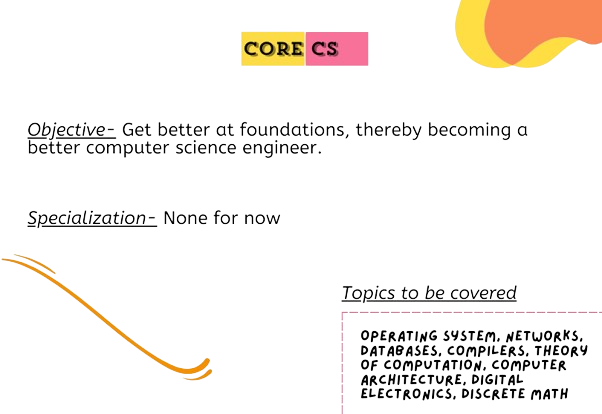 CORE CS
Objective- Get better at foundations, thereby becoming a
better computer science engineer.
Specialization- None for now
Topics to be covered
OPERATING SYSTEM, NETWORKS,
DATABASES, COMPILERS, THEORY
OF COMPUTATION, COMPUTER
ARCHITECTURE, DIGITAL
ELECTRONICS, DISCRETE MATH